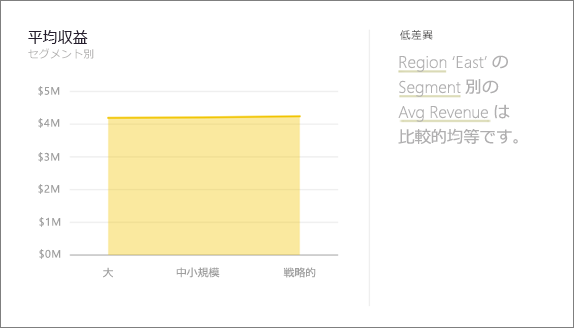 平均収益
セグメント別
$5M
$4M
$3M
$2M
$1M
$0M
大
中小規模
戦略的
低差異
Region ‘East’ の
Segment 別の
Avg Revenue は
比較的均等です。